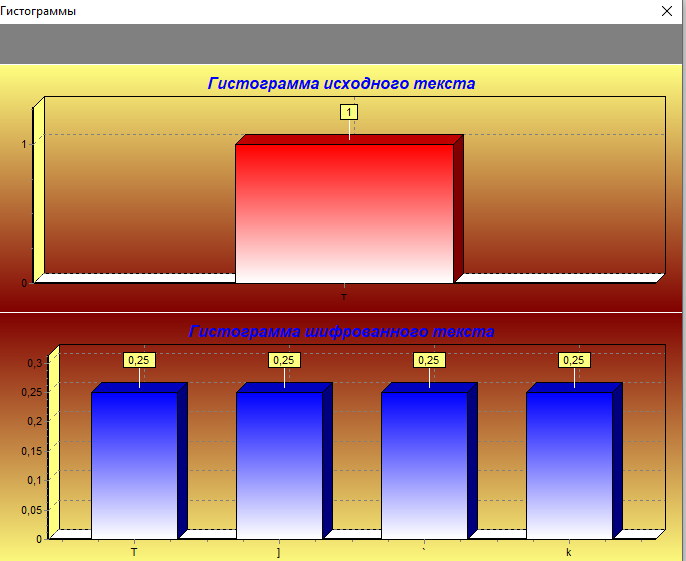 Гистограммы
Гистограмма исходного текста
1
1
0
Т
Гистограмма шифрованного текста
0,25 0,25 0,25 0,25
0,3
0,25
0,2
0,15
0,1
0,05
0
Т ] ` k